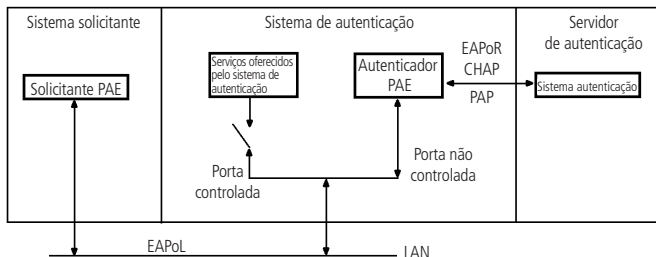 Sistema solicitante
Solicitante PAE
Sistema de autenticação
Serviços oferecidos
pelo sistema de
autenticação
Autenticador
PAE
Porta
controlada
Porta não
controlada
EAPoR
CHAP
PAP
Servidor
de autenticação
Sistema autenticação
EAPoL
LAN